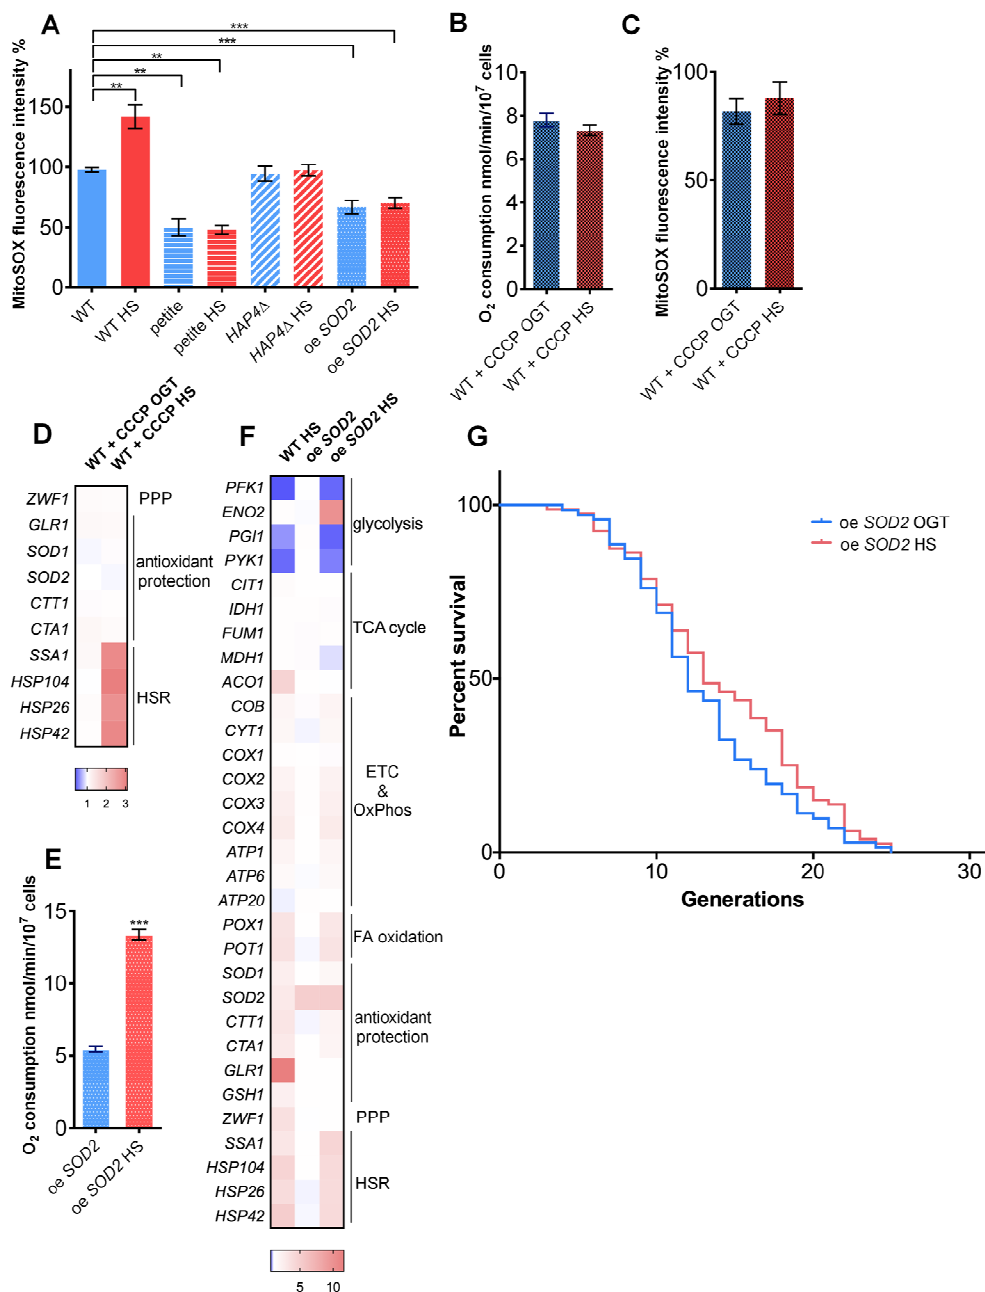 A
MitoSOX fluorescence intensity %
150
100
50
0
***
***
**
**
**
WT
WT HS
petite
petite HS
HAP4Δ
HAP4Δ HS
oe SOD2
oe SOD2 HS
B
O2 consumption nmol/min/10^7 cells
10
8
6
4
2
0
WT + CCCP OGT
WT + CCCP HS
C
MitoSOX fluorescence intensity %
100
50
0
WT + CCCP OGT
WT + CCCP HS
D
WT + CCCP OGT
WT + CCCP HS
ZWF1
GLR1
SOD1
SOD2
CTT1
CTA1
SSA1
HSP104
HSP26
HSP42
PPP
antioxidant
protection
HSR
1 2 3
E
O2 consumption nmol/min/10^7 cells
15
10
5
0
***
oe SOD2
oe SOD2 HS
F
WT HS
oe SOD2
oe SOD2 HS
PFK1
ENO2
PGI1
PYK1
CIT1
IDH1
FUM1
MDH1
ACO1
COB
CYT1
COX1
COX2
COX3
COX4
ATP1
ATP6
ATP20
POX1
POT1
SOD1
SOD2
CTT1
CTA1
GLR1
GSH1
ZWF1
SSA1
HSP104
HSP26
HSP42
glycolysis
TCA cycle
ETC
&
OxPhos
FA oxidation
antioxidant
protection
PPP
HSR
5 10
G
Percent survival
100
50
0
0 10 20 30
Generations
oe SOD2 OGT
oe SOD2 HS